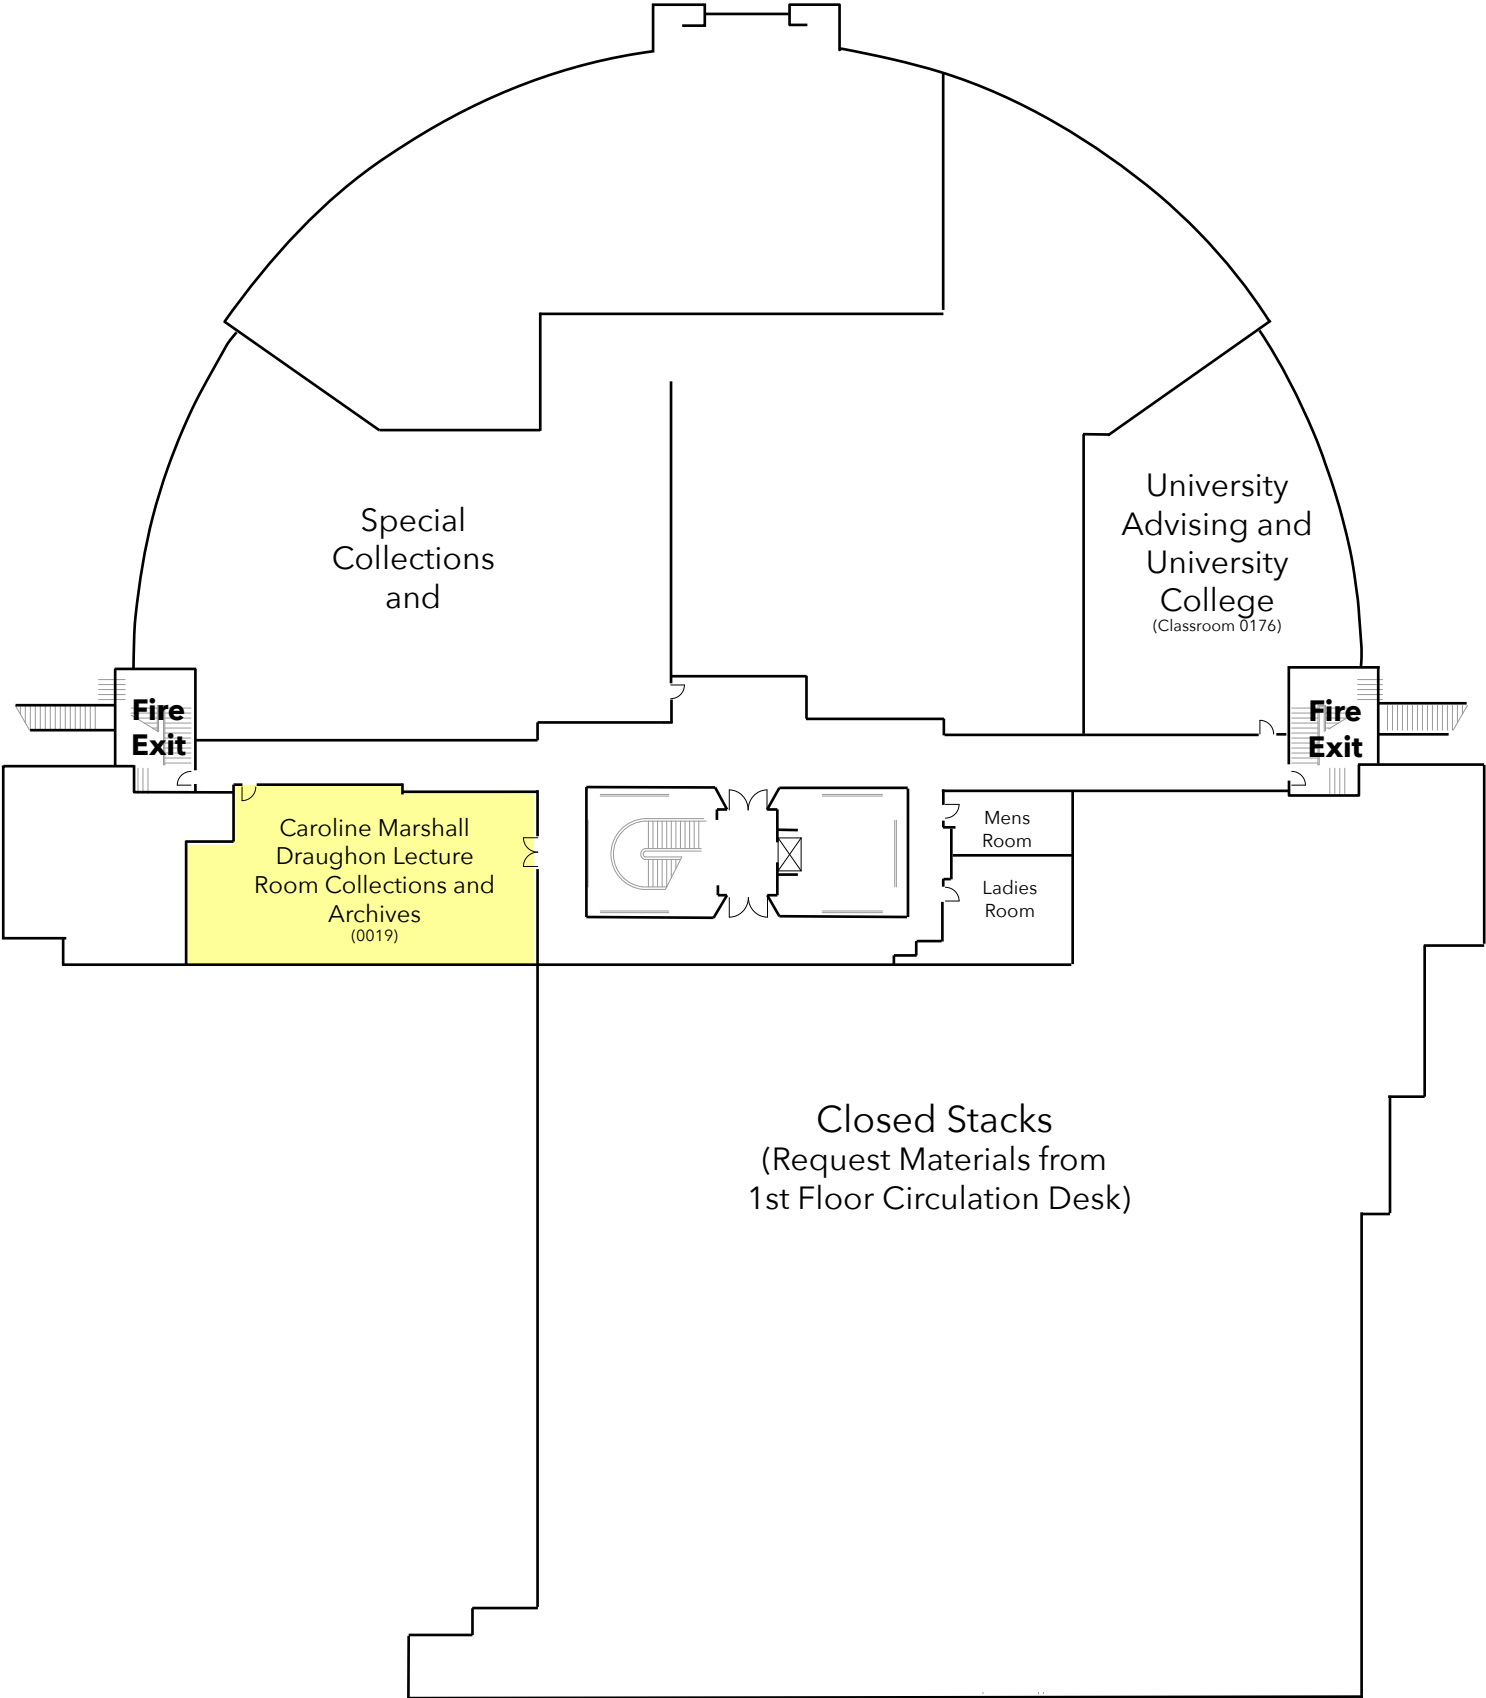 Special
Collections
and
University
Advising and
University
College
(Classroom 0176)
Fire
Exit
Fire
Exit
Caroline Marshall
Draughon Lecture
Room Collections and
Archives
(0019)
Mens
Room
Ladies
Room
Closed Stacks
(Request Materials from
1st Floor Circulation Desk)